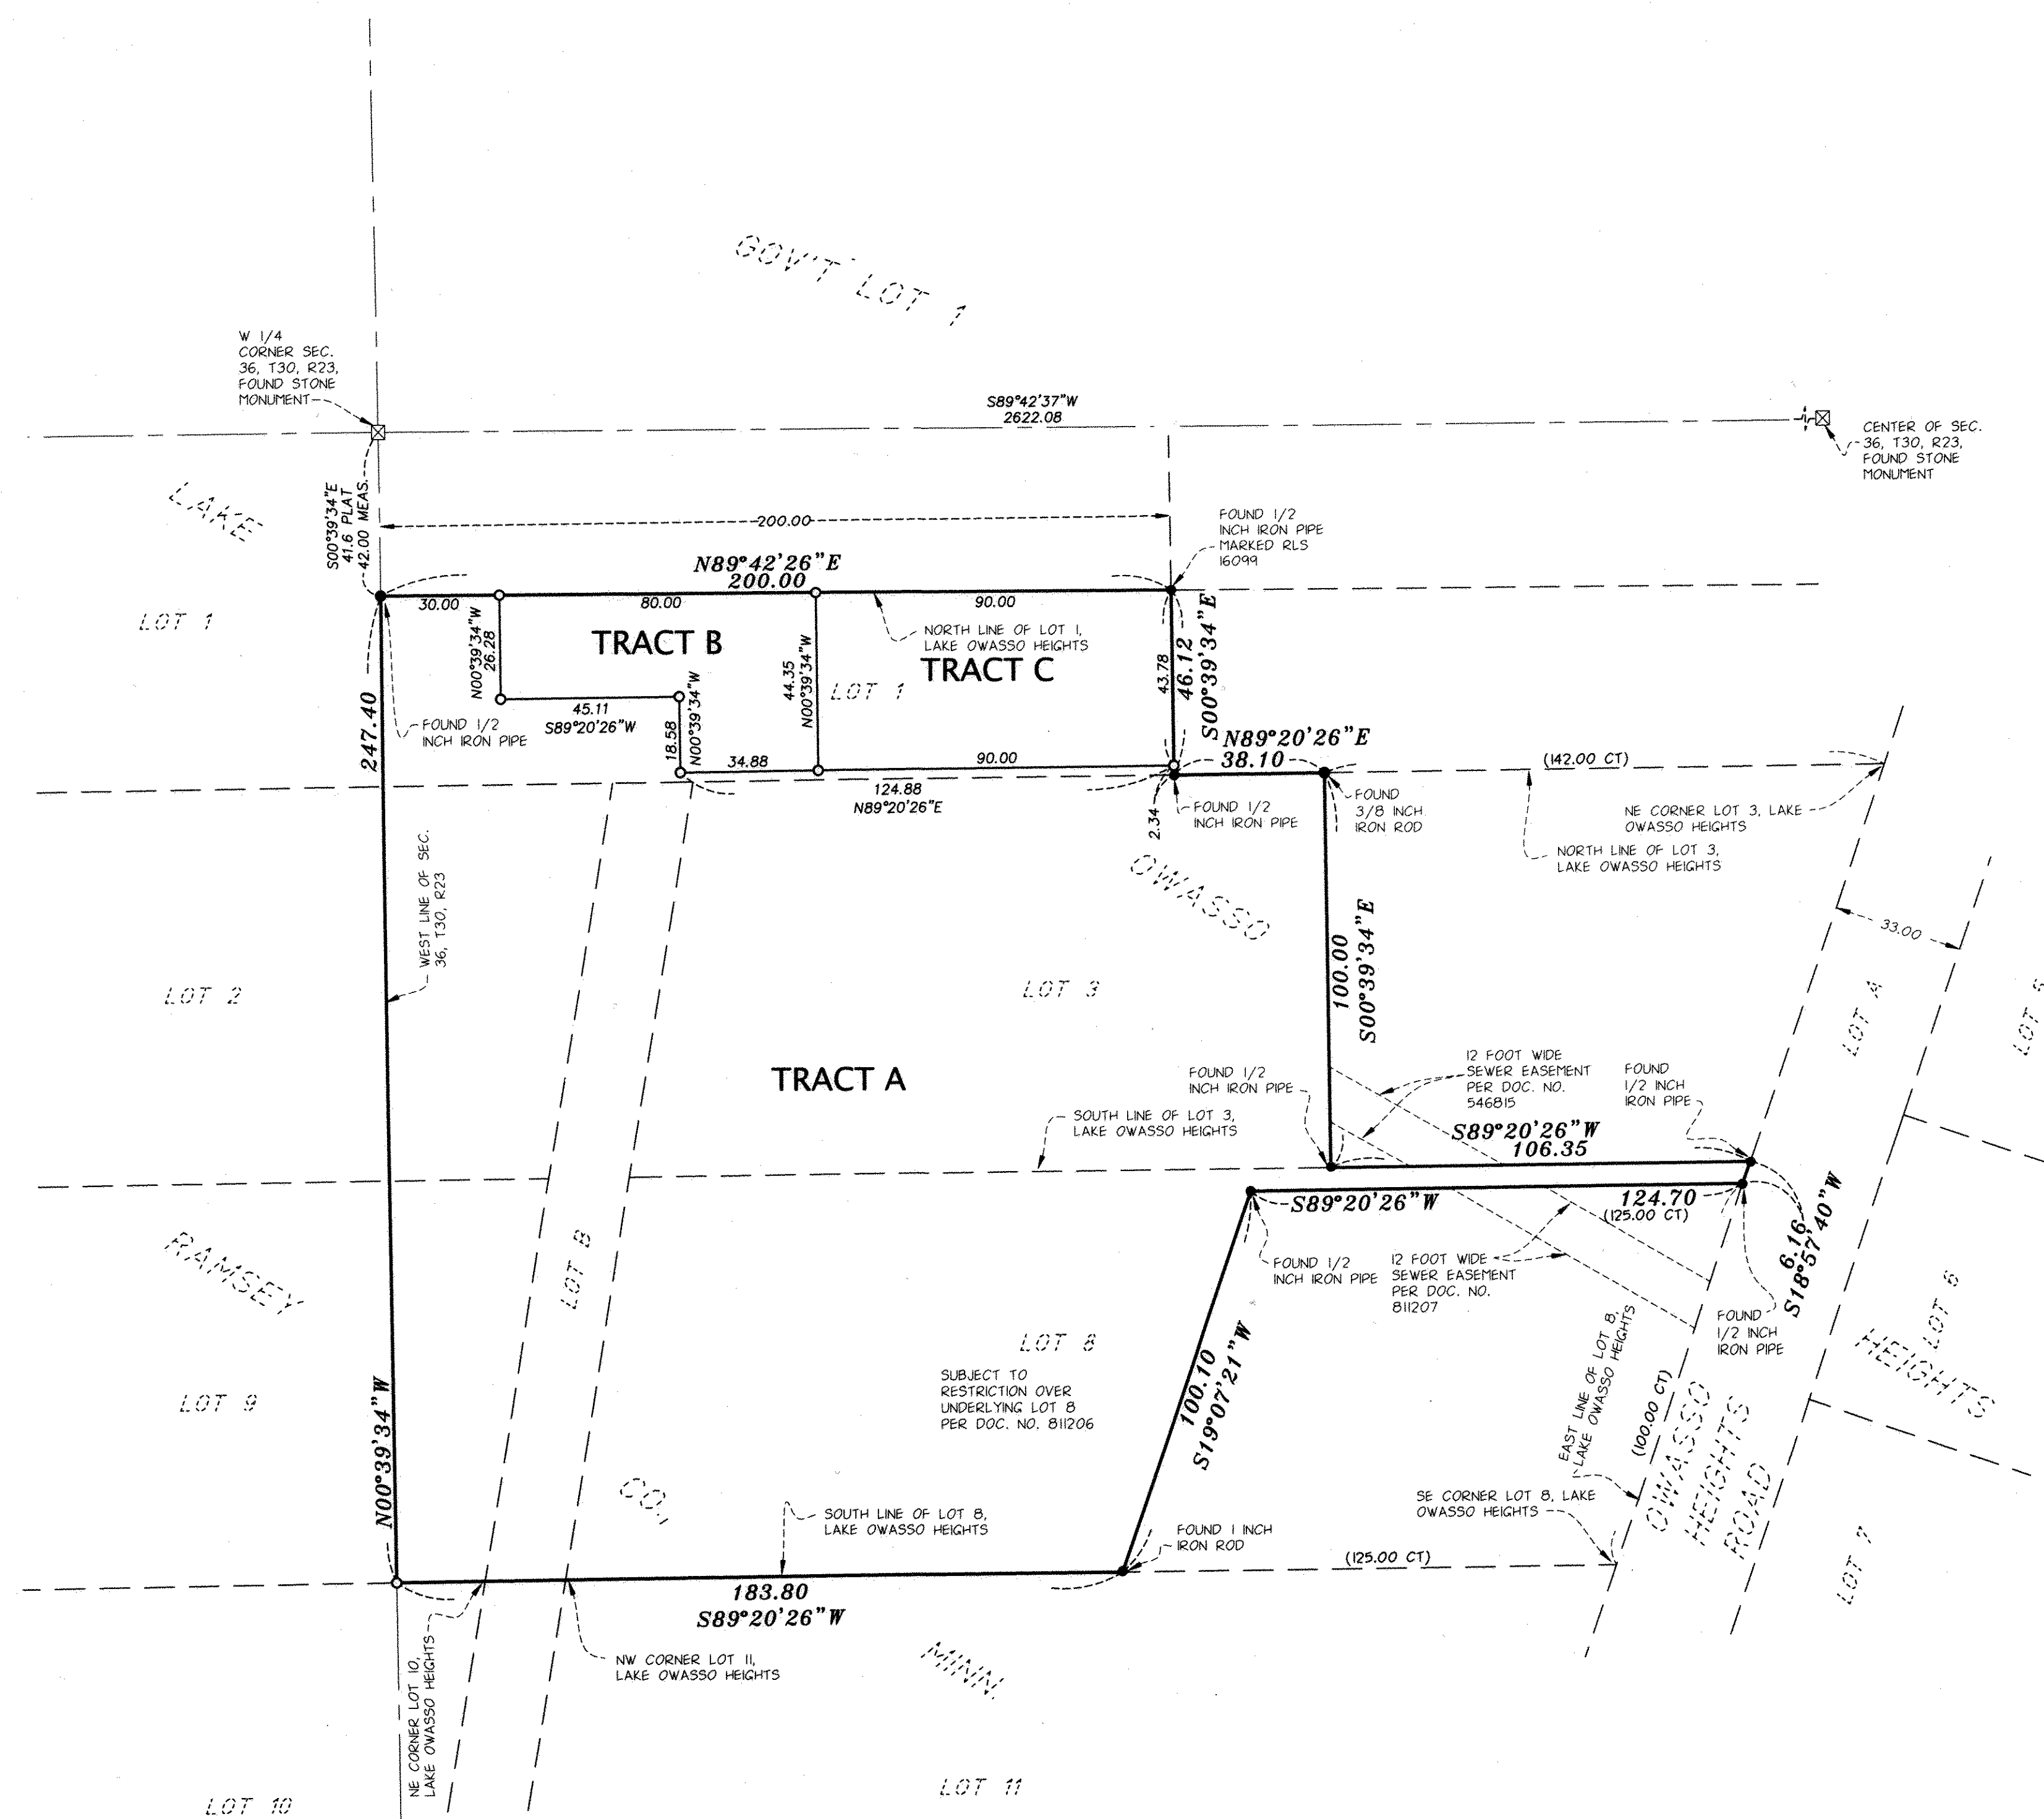 GOV'T LOT 1
W 1/4
CORNER SEC.
36, T30, R23,
FOUND STONE
MONUMENT
S89°42'37"W
2622.08
CENTER OF SEC.
36, T30, R23,
FOUND STONE
MONUMENT
LAKE
S00°39'34"E
41.6 PLAT
42.00 MEAS.
200.00
FOUND 1/2
INCH IRON PIPE
MARKED RLS
16099
N89°42'26"E
200.00
30.00
80.00
90.00
LOT 1
N00°39'34"W
26.28
TRACT B
44.35
N00°39'34"W
NORTH LINE OF LOT 1,
LAKE OWASSO HEIGHTS
TRACT C
LOT 1
43.78
46.12
S00°39'34"E
247.40
FOUND 1/2
INCH IRON PIPE
45.11
S89°20'26"W
18.58
N00°39'34"W
34.88
90.00
N89°20'26"E
38.10
(142.00 CT)
124.88
N89°20'26"E
2.34
FOUND 1/2
INCH IRON PIPE
FOUND
3/8 INCH
IRON ROD
NE CORNER LOT 3, LAKE
OWASSO HEIGHTS
NORTH LINE OF LOT 3,
LAKE OWASSO HEIGHTS
WEST LINE OF SEC.
36, T30, R23
OWASSO
33.00
100.00
S00°39'34"E
LOT 2
LOT 3
LOT A
TRACT A
FOUND 1/2
INCH IRON PIPE
12 FOOT WIDE
SEWER EASEMENT
PER DOC. NO.
546815
FOUND
1/2 INCH
IRON PIPE
SOUTH LINE OF LOT 3,
LAKE OWASSO HEIGHTS
S89°20'26"W
106.35
S89°20'26"W
124.70
(125.00 CT)
6.16
S18°57'40"W
RAMSEY
LOT B
FOUND 1/2
INCH IRON PIPE
12 FOOT WIDE
SEWER EASEMENT
PER DOC. NO.
811207
FOUND
1/2 INCH
IRON PIPE
LOT 6
HEIGHTS
LOT 8
SUBJECT TO
RESTRICTION OVER
UNDERLYING LOT 8
PER DOC. NO. 811206
100.10
S19°07'21"W
EAST LINE OF LOT 8,
LAKE OWASSO HEIGHTS
(100.00 CT)
OWASSO
HEIGHTS
ROAD
LOT 9
N00°39'34"W
CO.,
SOUTH LINE OF LOT 8,
LAKE OWASSO HEIGHTS
SE CORNER LOT 8, LAKE
OWASSO HEIGHTS
FOUND 1 INCH
IRON ROD
(125.00 CT)
LOT 7
183.80
S89°20'26"W
NE CORNER LOT 10,
LAKE OWASSO HEIGHTS
NW CORNER LOT 11,
LAKE OWASSO HEIGHTS
MINN.
LOT 10
LOT 11